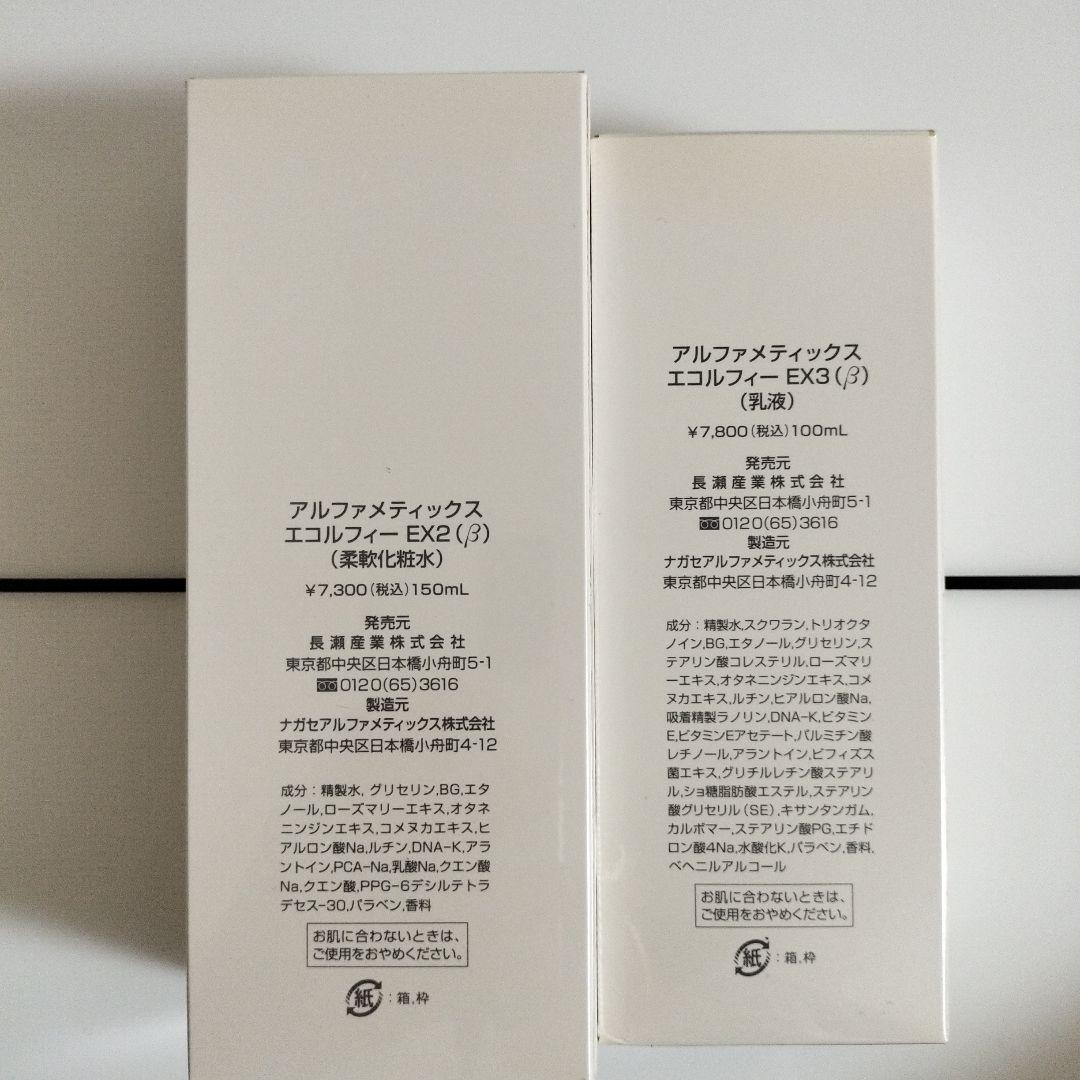 アルファメティックス
エコルフィー EX2(β)
(柔軟化粧水)
¥7,300(税込)150mL
発売元
長瀬産業株式会社
東京都中央区日本橋小舟町5-1
0120(65)3616
製造元
ナガセアルファメティックス株式会社
東京都中央区日本橋小舟町4-12
成分：精製水, グリセリン,BG,エタ
ノール,ローズマリーエキス,オタネ
ニンジンエキス,コメヌカエキス,ヒ
アルロン酸Na,ルチン,DNA-K,アラ
ントイン,PCA-Na,乳酸Na,クエン酸
Na,クエン酸,PPG-6デシルテトラ
デセス-30,パラベン,香料
お肌に合わないときは、
ご使用をおやめください。
紙：箱,枠
アルファメティックス
エコルフィー EX3(β)
(乳液)
¥7,800(税込)100mL
発売元
長瀬産業株式会社
東京都中央区日本橋小舟町5-1
0120(65)3616
製造元
ナガセアルファメティックス株式会社
東京都中央区日本橋小舟町4-12
成分：精製水,スクワラン,トリオクタ
ノイン,BG,エタノール,グリセリン,ス
テアリン酸コレステリル,ローズマリ
ーエキス,オタネニンジンエキス,コメ
ヌカエキス,ルチン,ヒアルロン酸Na,
吸着精製ラノリン,DNA-K,ビタミン
E,ビタミンEアセテート,パルミチン酸
レチノール,アラントイン,ビフィズス
菌エキス,グリチルレチン酸ステアリ
ル,ショ糖脂肪酸エステル,ステアリン
酸グリセリル(SE),キサンタンガム,
カルボマー,ステアリン酸PG,エチド
ロン酸4Na,水酸化K,パラベン,香料,
ベヘニルアルコール
お肌に合わないときは、
ご使用をおやめください。
紙：箱,枠